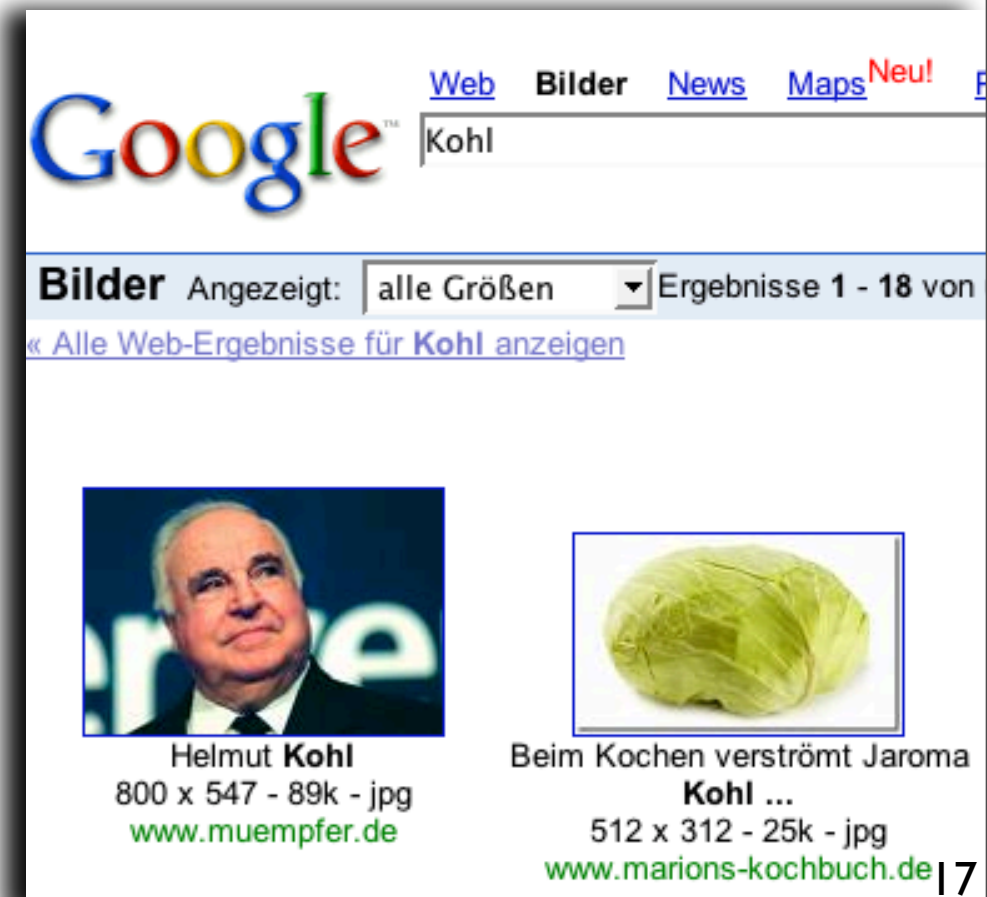 Web Bilder News Maps Neu! F
Google™ Kohl
Bilder Angezeigt: alle Größen Ergebnisse 1 - 18 von
« Alle Web-Ergebnisse für Kohl anzeigen
Helmut Kohl
800 x 547 - 89k - jpg
www.muempfer.de
Beim Kochen verströmt Jaroma
Kohl ...
512 x 312 - 25k - jpg
www.marions-kochbuch.de
17